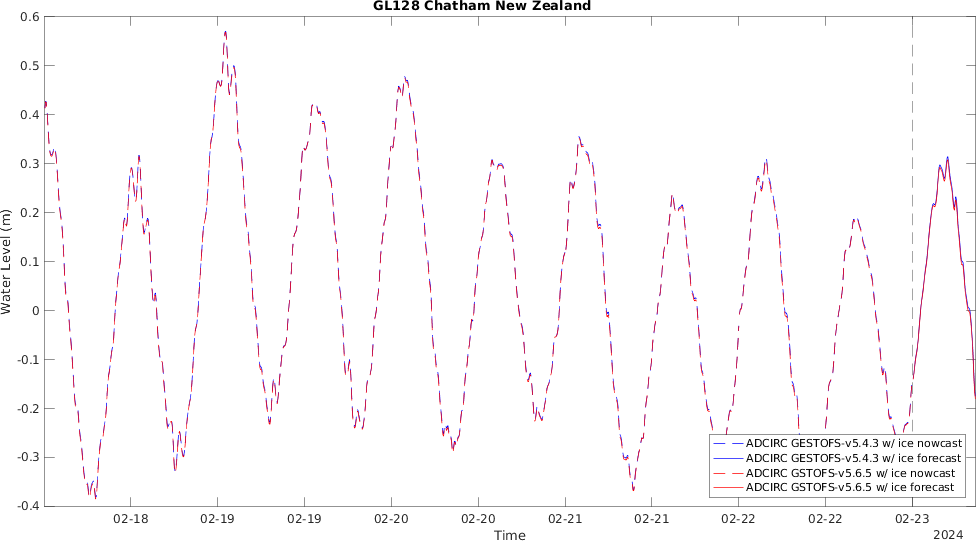 GL128 Chatham New Zealand
0.6
0.5
0.4
0.3
0.2
0.1
0
-0.1
-0.2
-0.3
-0.4
Water Level (m)
ADCIRC GESTOFS-v5.4.3 w/ ice nowcast
ADCIRC GESTOFS-v5.4.3 w/ ice forecast
ADCIRC GSTOFS-v5.6.5 w/ ice nowcast
ADCIRC GSTOFS-v5.6.5 w/ ice forecast
02-18 02-19 02-19 02-20 02-20 02-21 02-21 02-22 02-22 02-23
Time
2024